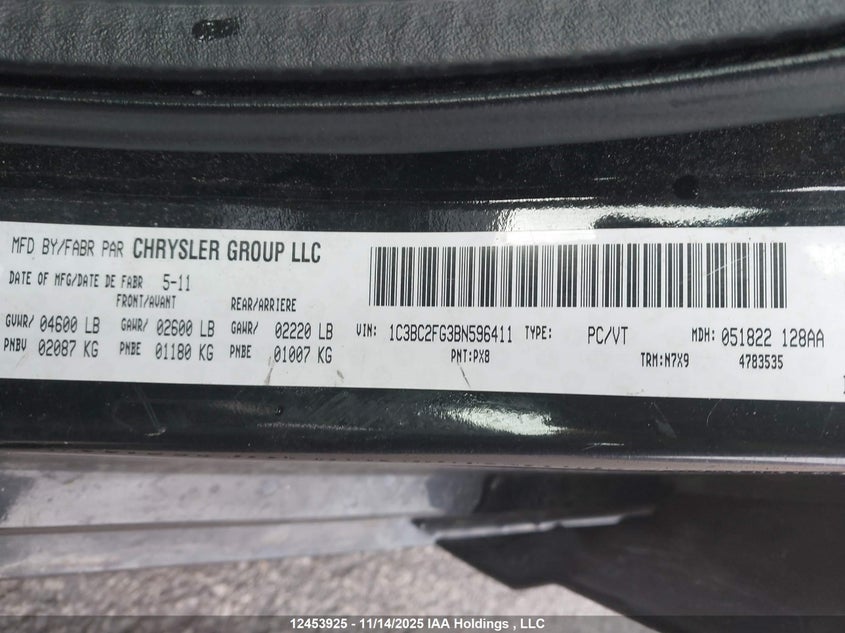 MFD BY/FABR PAR CHRYSLER GROUP LLC
DATE OF MFG/DATE DE FABR 5-11
FRONT/AVANT REAR/ARRIERE
GVWR/ 04600 LB GAWR/ 02600 LB GAWR/ 02220 LB
PNBV 02087 KG PNBE 01180 KG PNBE 01007 KG
VIN: 1C3BC2FG3BN596411 TYPE: PC/VT MDH: 051822 128AA
PNT:PX8 TRM:N7X9 4783535
12453925 - 11/14/2025 IAA Holdings , LLC